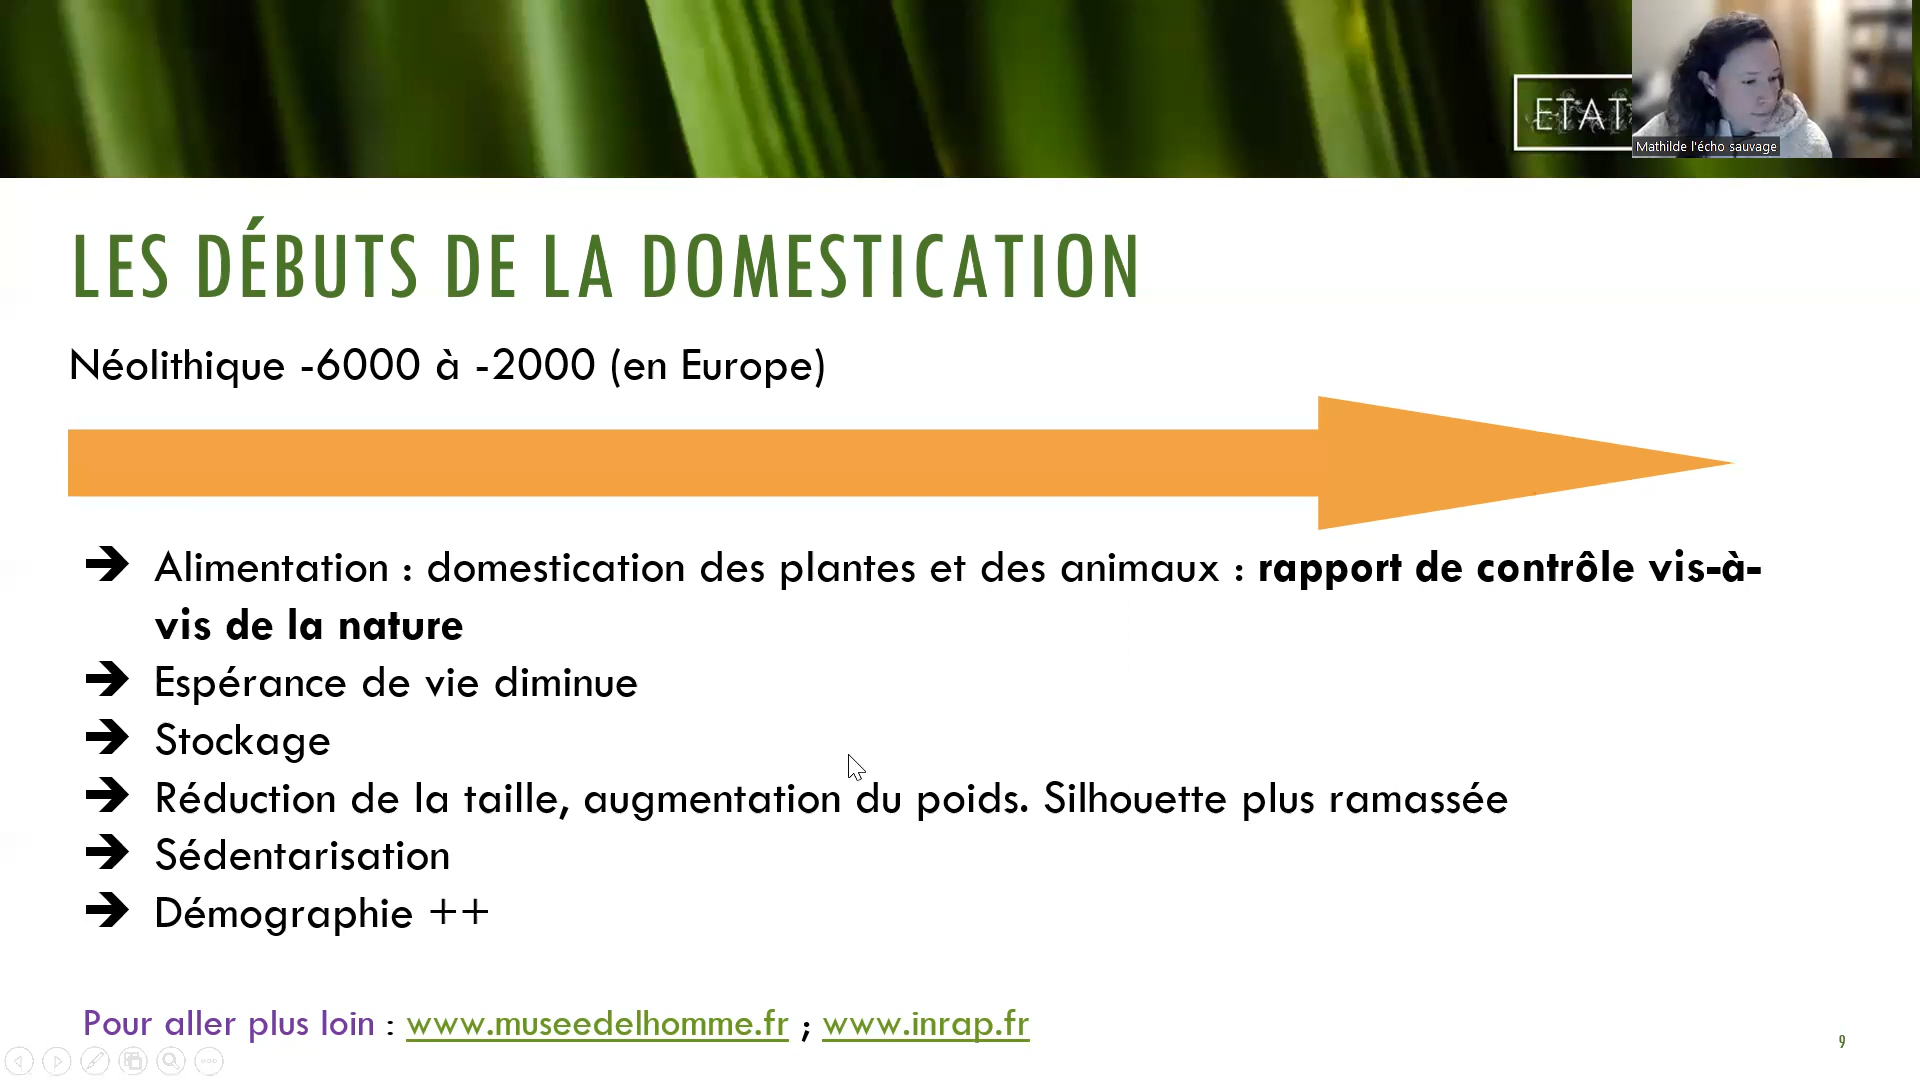 ETAT
Mathilde l'écho sauvage
LES DÉBUTS DE LA DOMESTICATION
Néolithique -6000 à -2000 (en Europe)
➔ Alimentation : domestication des plantes et des animaux : rapport de contrôle vis-à-
vis de la nature
➔ Espérance de vie diminue
➔ Stockage
➔ Réduction de la taille, augmentation du poids. Silhouette plus ramassée
➔ Sédentarisation
➔ Démographie ++
Pour aller plus loin : www.museedelhomme.fr ; www.inrap.fr
9